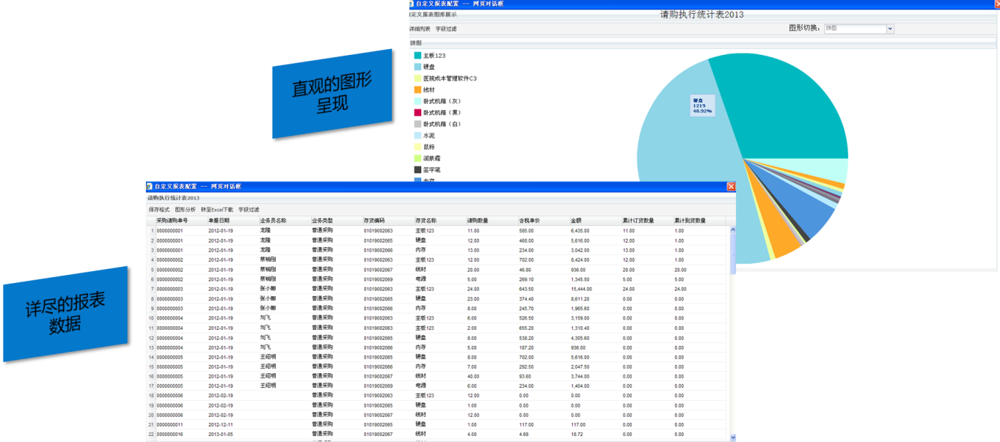 自定义报表配置 -- 网页对话框
自定义报表图形展示
请购执行统计表2013
详细列表 字段过滤
图形切换: 饼图
饼图
主板123
硬盘
医院成本管理软件C3
线材
卧式机箱（灰）
卧式机箱（黑）
卧式机箱（白）
水泥
鼠标
润肤霜
签字笔
内存
硬盘
1219
48.92%
直观的图形
呈现
详尽的报表
数据
自定义报表配置 -- 网页对话框
请购执行统计表2013
保存格式 图形分析 转至Excel下载 字段过滤
采购请购单号 单据日期 业务员名称 业务类型 存货编码 存货名称 请购数量 含税单价 金额 累计订货数量 累计到货数量
1 0000000001 2012-01-19 龙隆 普通采购 01019002063 主板123 11.00 585.00 6,435.00 11.00 1.00
2 0000000001 2012-01-19 龙隆 普通采购 01019002065 硬盘 12.00 468.00 5,616.00 12.00 1.00
3 0000000001 2012-01-19 龙隆 普通采购 01019002066 内存 13.00 234.00 3,042.00 13.00 1.00
4 0000000002 2012-01-19 蔡锐刚 普通采购 01019002063 主板123 12.00 702.00 8,424.00 12.00 1.00
5 0000000002 2012-01-19 蔡锐刚 普通采购 01019002067 线材 20.00 46.80 936.00 20.00 20.00
6 0000000002 2012-01-19 蔡锐刚 普通采购 01019002069 电源 5.00 269.10 1,345.50 5.00 5.00
7 0000000003 2012-01-19 张小娜 普通采购 01019002063 主板123 24.00 643.50 15,444.00 24.00 24.00
8 0000000003 2012-01-19 张小娜 普通采购 01019002065 硬盘 23.00 374.40 8,611.20 0.00 0.00
9 0000000003 2012-01-19 张小娜 普通采购 01019002066 内存 8.00 245.70 1,965.60 0.00 0.00
10 0000000004 2012-01-19 刘飞 普通采购 01019002063 主板123 6.00 526.50 3,159.00 0.00 0.00
11 0000000004 2012-01-19 刘飞 普通采购 01019002063 主板123 2.00 655.20 1,310.40 0.00 0.00
12 0000000004 2012-01-19 刘飞 普通采购 01019002065 硬盘 8.00 538.20 4,305.60 0.00 0.00
13 0000000004 2012-01-19 刘飞 普通采购 01019002066 内存 5.00 187.20 936.00 0.00 0.00
14 0000000005 2012-01-19 王绍明 普通采购 01019002065 硬盘 8.00 702.00 5,616.00 0.00 0.00
15 0000000005 2012-01-19 王绍明 普通采购 01019002066 内存 7.00 292.50 2,047.50 0.00 0.00
16 0000000005 2012-01-19 王绍明 普通采购 01019002067 线材 40.00 93.60 3,744.00 0.00 0.00
17 0000000005 2012-01-19 王绍明 普通采购 01019002069 电源 6.00 234.00 1,404.00 0.00 0.00
18 0000000006 2012-02-19 普通采购 01019002063 主板123 12.00 0.00 0.00 0.00 0.00
19 0000000006 2012-02-19 普通采购 01019002065 硬盘 1.00 0.00 0.00 0.00 0.00
20 0000000006 2012-02-19 普通采购 01019002067 线材 12.00 0.00 0.00 0.00 0.00
21 0000000011 2012-12-11 普通采购 01019002065 硬盘 1.00 117.00 117.00 0.00 0.00
22 0000000016 2013-01-05 普通采购 01019002067 线材 4.00 4.68 18.72 0.00 0.00